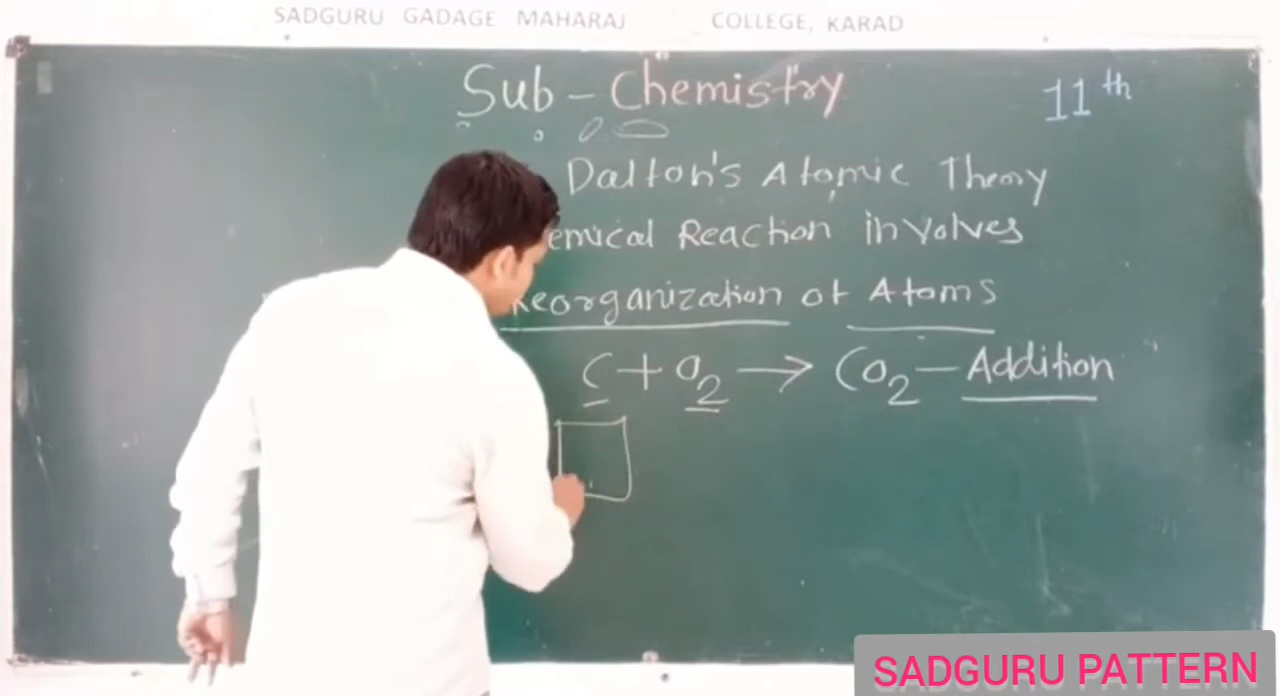 SADGURU GADAGE MAHARAJ COLLEGE, KARAD
Sub - Chemistry 11th
Dalton's Atomic Theory
emical Reaction involves
Reorganization of Atoms
C + O2 → CO2 - Addition
SADGURU PATTERN